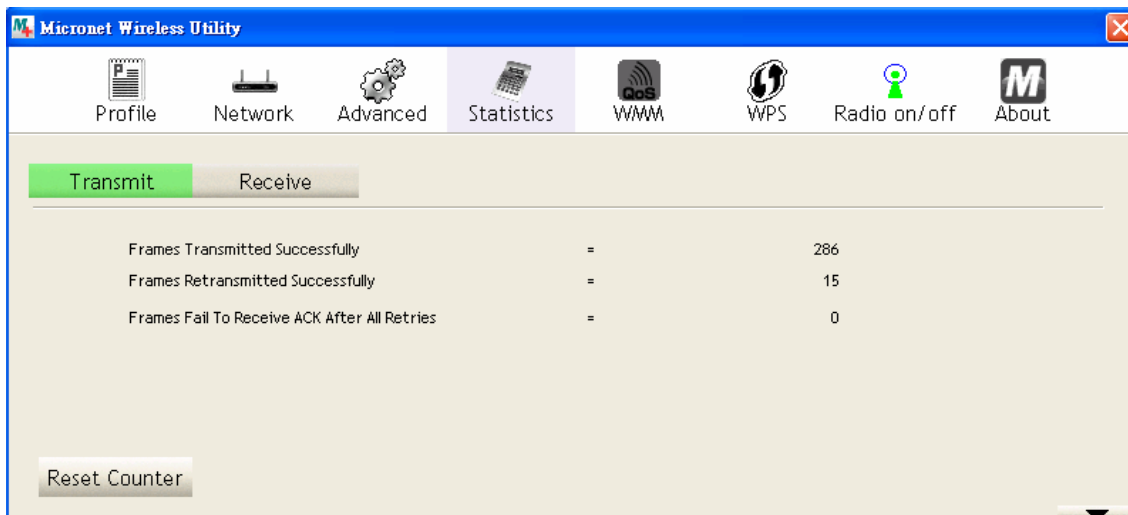 Micronet Wireless Utility
Profile Network Advanced Statistics QoS WMM WPS Radio on/off M About
Transmit Receive
Frames Transmitted Successfully = 286
Frames Retransmitted Successfully = 15
Frames Fail To Receive ACK After All Retries = 0
Reset Counter